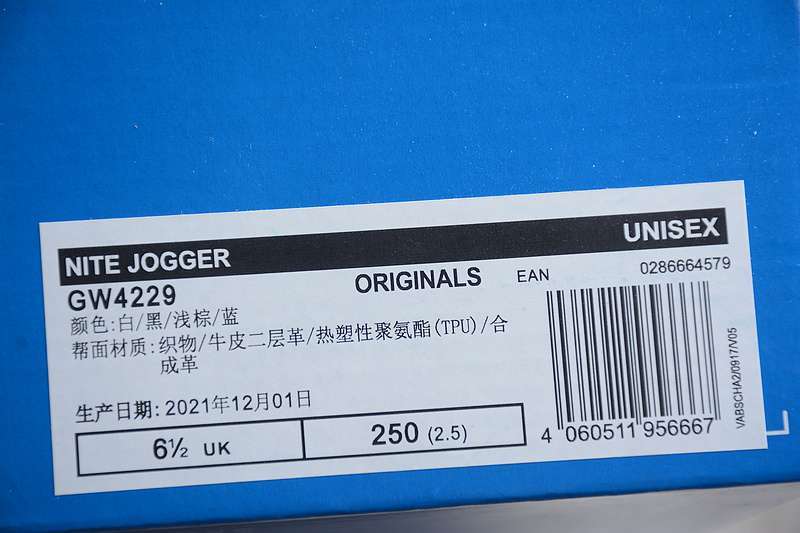 NITE JOGGER
UNISEX
GW4229
ORIGINALS
EAN
0286664579
颜色:白/黑/浅棕/蓝
帮面材质:织物/牛皮二层革/热塑性聚氨酯(TPU)/合
成革
生产日期:2021年12月01日
6½ UK
250 (2.5)
4 060511 956667
VABSCHA2/0917/V05